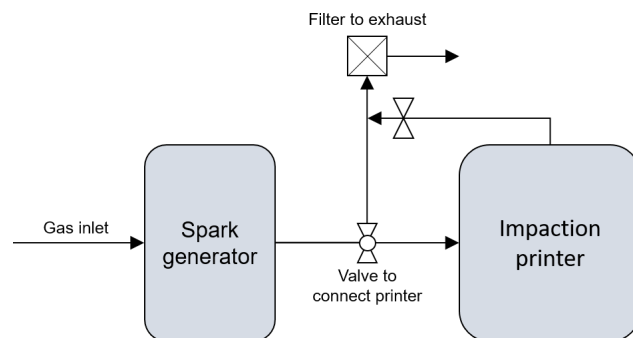 Filter to exhaust
Gas inlet
Spark
generator
Valve to
connect printer
Impaction
printer